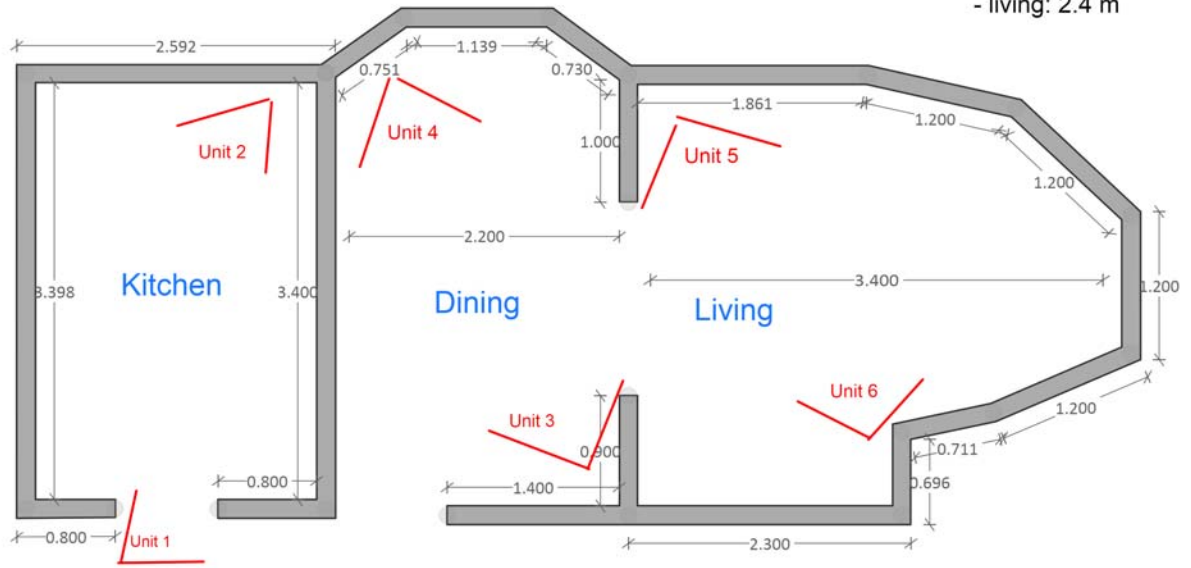 - living: 2.4 m
2.592
1.139
0.751
0.730
1.861
1.200
Unit 4
1.000
Unit 2
Unit 5
1.200
2.200
Kitchen
3.398
3.400
Dining
Living
3.400
1.200
Unit 3
Unit 6
0.900
1.200
0.711
0.800
1.400
0.696
0.800
Unit 1
2.300